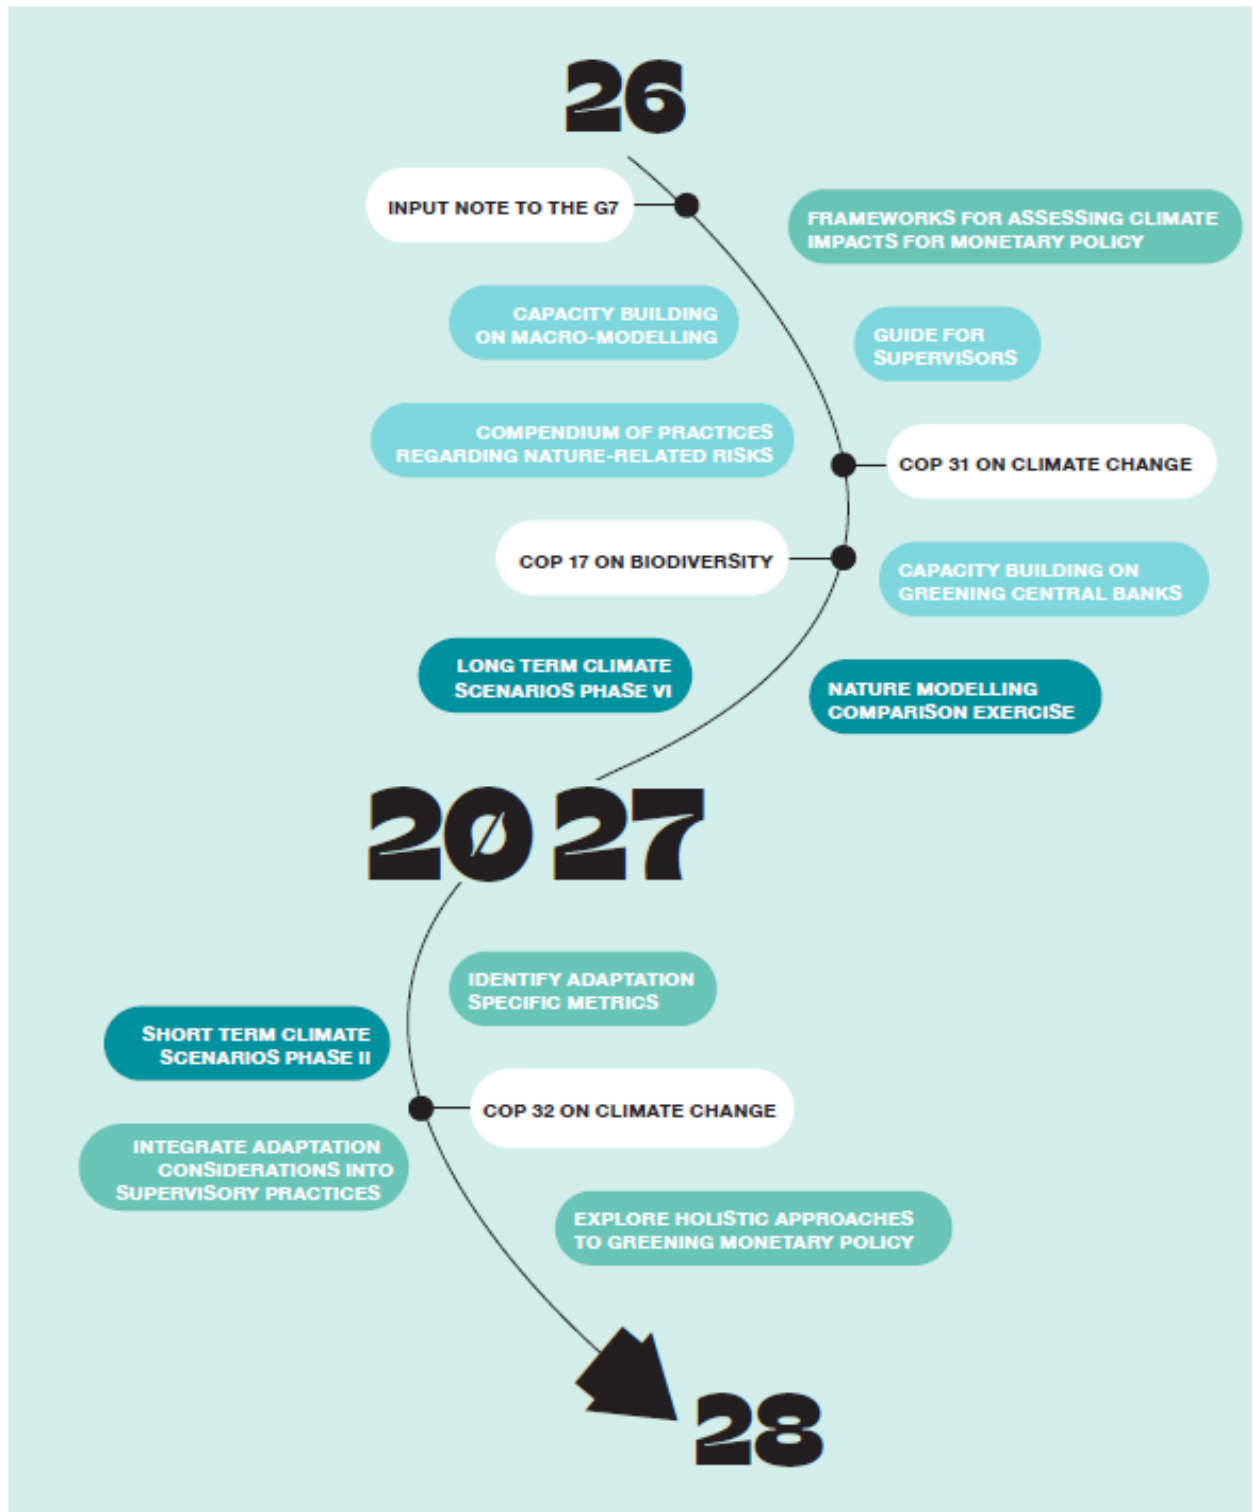 26
INPUT NOTE TO THE G7
FRAMEWORKS FOR ASSESSING CLIMATE
IMPACTS FOR MONETARY POLICY
CAPACITY BUILDING
ON MACRO-MODELLING
GUIDE FOR
SUPERVISORS
COMPENDIUM OF PRACTICES
REGARDING NATURE-RELATED RISKS
COP 31 ON CLIMATE CHANGE
COP 17 ON BIODIVERSITY
CAPACITY BUILDING ON
GREENING CENTRAL BANKS
LONG TERM CLIMATE
SCENARIOS PHASE VI
NATURE MODELLING
COMPARISON EXERCISE
20 27
IDENTIFY ADAPTATION
SPECIFIC METRICS
SHORT TERM CLIMATE
SCENARIOS PHASE II
COP 32 ON CLIMATE CHANGE
INTEGRATE ADAPTATION
CONSIDERATIONS INTO
SUPERVISORY PRACTICES
EXPLORE HOLISTIC APPROACHES
TO GREENING MONETARY POLICY
28